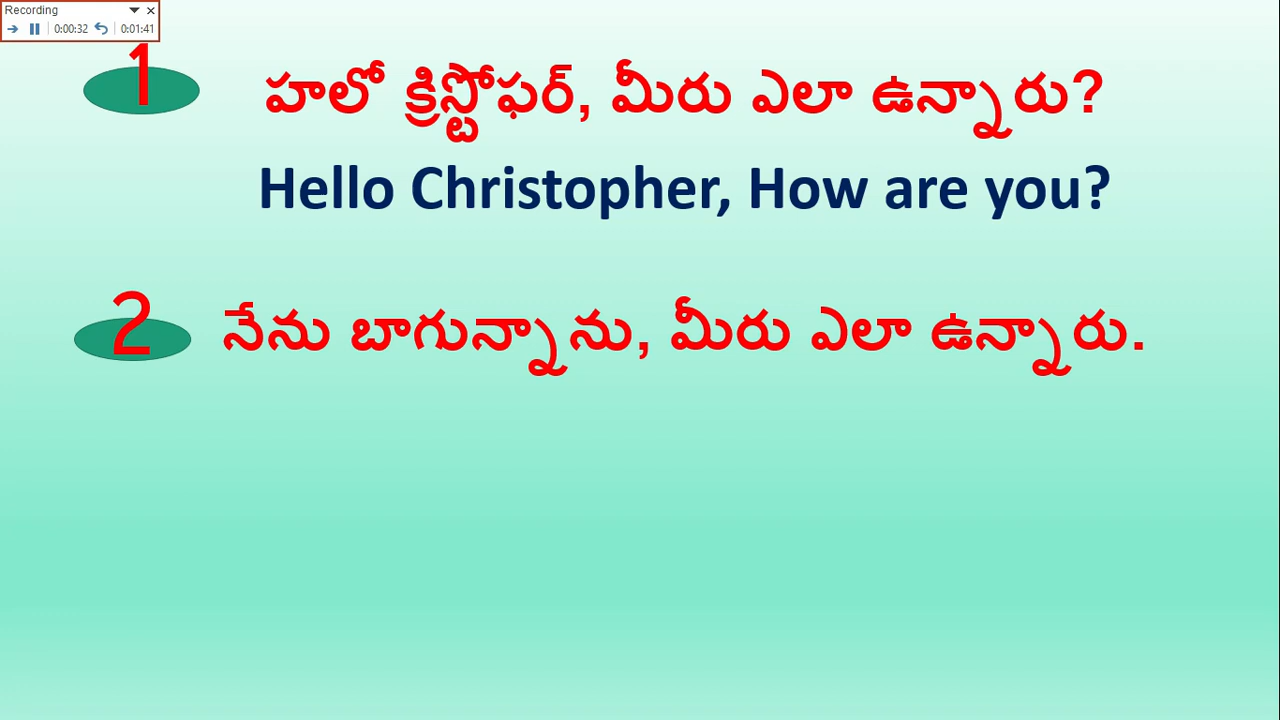 Recording
0:00:32 0:01:41
1 హలో క్రిస్టోఫర్, మీరు ఎలా ఉన్నారు?
Hello Christopher, How are you?
2 నేను బాగున్నాను, మీరు ఎలా ఉన్నారు.